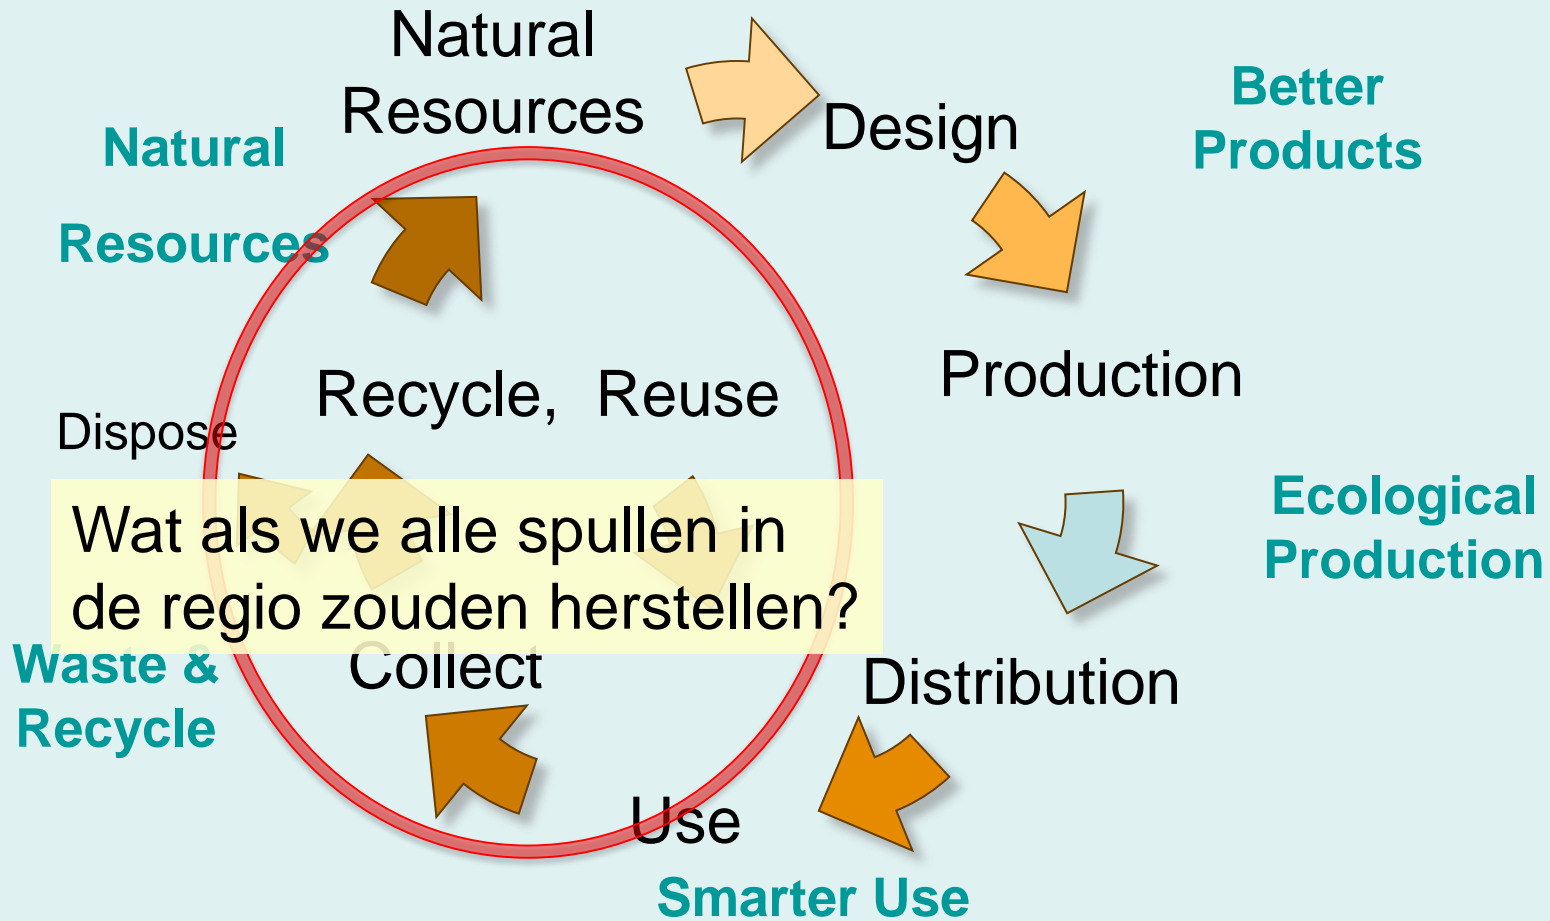 Natural
Resources
Design
Better
Products
Natural
Resources
Production
Recycle, Reuse
Dispose
Wat als we alle spullen in
de regio zouden herstellen?
Ecological
Production
Waste &
Recycle
Collect
Distribution
Use
Smarter Use